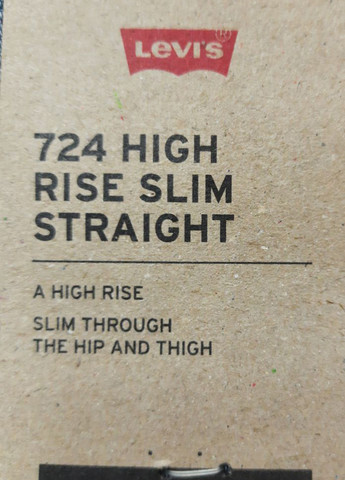 Levi's®
724 HIGH
RISE SLIM
STRAIGHT
A HIGH RISE
SLIM THROUGH
THE HIP AND THIGH